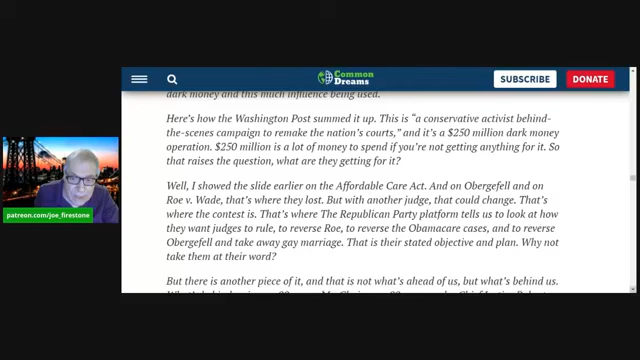 Common
Dreams
SUBSCRIBE
DONATE
dark money and this much influence being used.
Here's how the Washington Post summed it up. This is "a conservative activist behind-
the-scenes campaign to remake the nation's courts," and it's a $250 million dark money
operation. $250 million is a lot of money to spend if you're not getting anything for it. So
that raises the question, what are they getting for it?
Well, I showed the slide earlier on the Affordable Care Act. And on Obergefell and on
Roe v. Wade, that's where they lost. But with another judge, that could change. That's
where the contest is. That's where The Republican Party platform tells us to look at how
they want judges to rule, to reverse Roe, to reverse the Obamacare cases, and to reverse
Obergefell and take away gay marriage. That is their stated objective and plan. Why not
take them at their word?
But there is another piece of it, and that is not what's ahead of us, but what's behind us.
patreon.com/joe_firestone